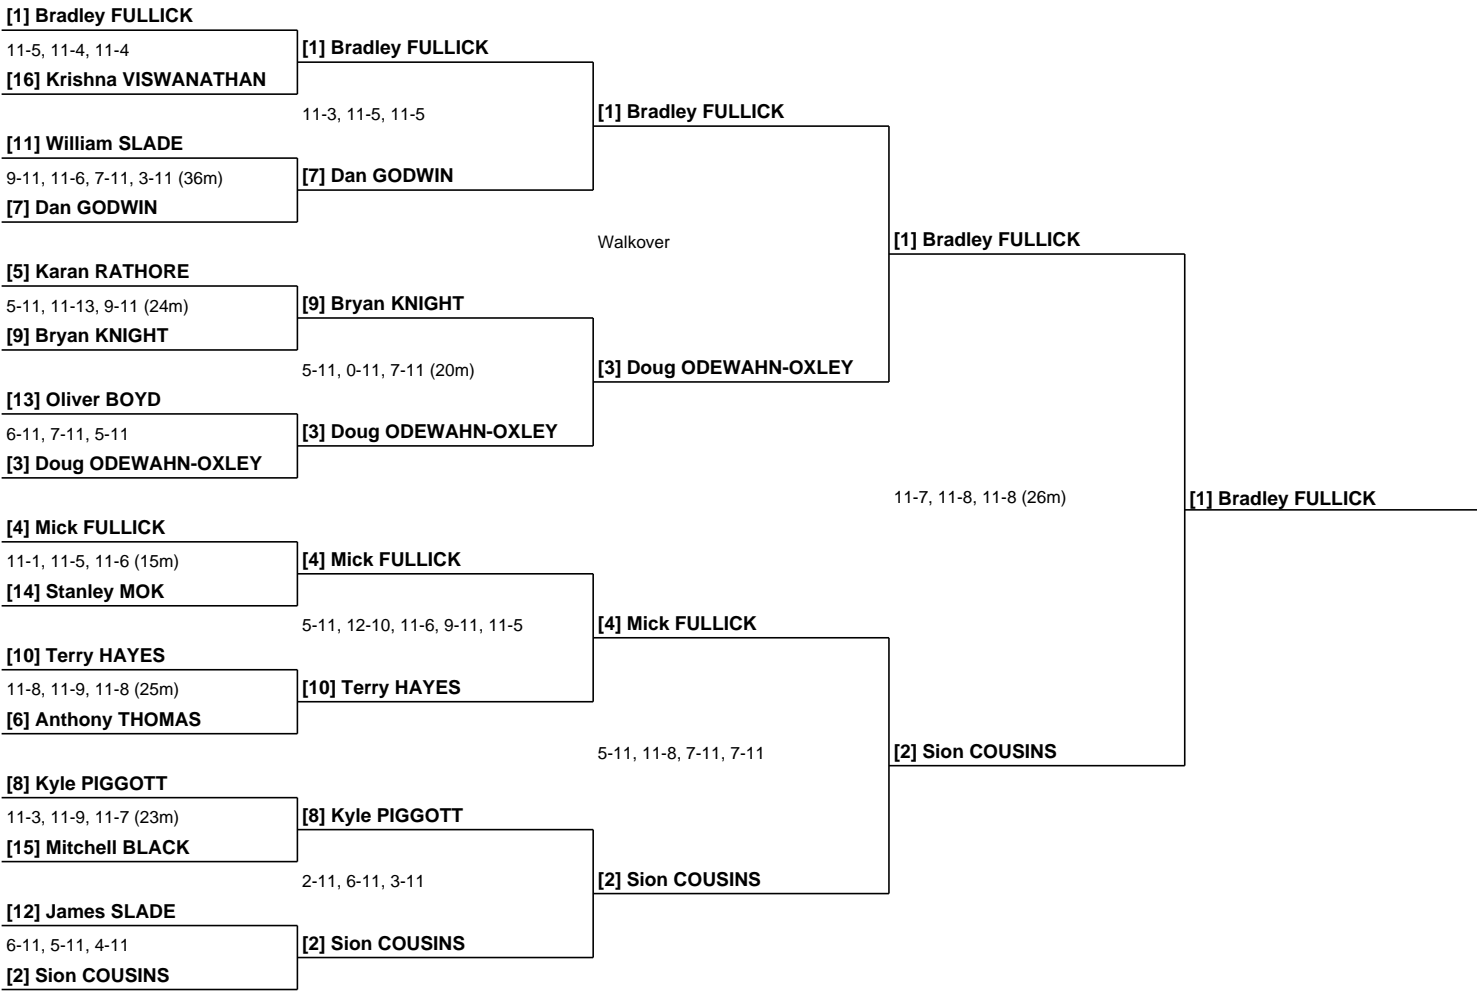 [1] Bradley FULLICK
11-5, 11-4, 11-4
[16] Krishna VISWANATHAN
[11] William SLADE
9-11, 11-6, 7-11, 3-11 (36m)
[7] Dan GODWIN
[5] Karan RATHORE
5-11, 11-13, 9-11 (24m)
[9] Bryan KNIGHT
[13] Oliver BOYD
6-11, 7-11, 5-11
[3] Doug ODEWAHN-OXLEY
[4] Mick FULLICK
11-1, 11-5, 11-6 (15m)
[14] Stanley MOK
[10] Terry HAYES
11-8, 11-9, 11-8 (25m)
[6] Anthony THOMAS
[8] Kyle PIGGOTT
11-3, 11-9, 11-7 (23m)
[15] Mitchell BLACK
[12] James SLADE
6-11, 5-11, 4-11
[2] Sion COUSINS
[1] Bradley FULLICK
11-3, 11-5, 11-5
[7] Dan GODWIN
[9] Bryan KNIGHT
5-11, 0-11, 7-11 (20m)
[3] Doug ODEWAHN-OXLEY
[4] Mick FULLICK
5-11, 12-10, 11-6, 9-11, 11-5
[10] Terry HAYES
[8] Kyle PIGGOTT
2-11, 6-11, 3-11
[2] Sion COUSINS
[1] Bradley FULLICK
Walkover
[3] Doug ODEWAHN-OXLEY
[4] Mick FULLICK
5-11, 11-8, 7-11, 7-11
[2] Sion COUSINS
[1] Bradley FULLICK
11-7, 11-8, 11-8 (26m)
[2] Sion COUSINS
[1] Bradley FULLICK